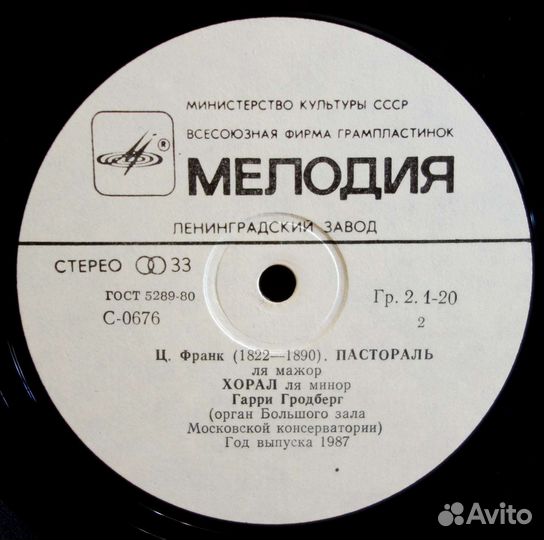 МИНИСТЕРСТВО КУЛЬТУРЫ СССР
ВСЕСОЮЗНАЯ ФИРМА ГРАМПЛАСТИНОК
®
МЕЛОДИЯ
ЛЕНИНГРАДСКИЙ ЗАВОД
СТЕРЕО 33
ГОСТ 5289-80
Гр. 2. 1-20
С-0676
2
Ц. Франк (1822—1890). ПАСТОРАЛЬ
ля мажор
ХОРАЛ ля минор
Гарри Гродберг
(орган Большого зала
Московской консерватории)
Год выпуска 1987
Avito